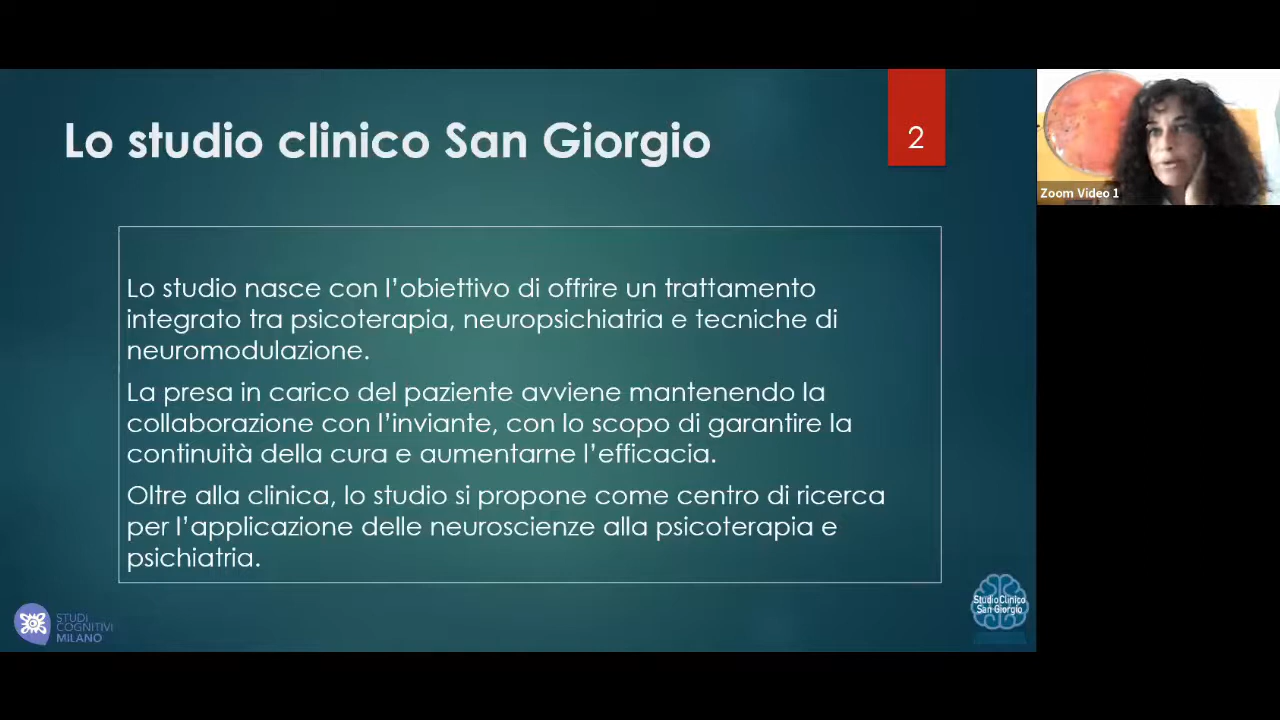 Lo studio clinico San Giorgio
2
Zoom Video 1
Lo studio nasce con l’obiettivo di offrire un trattamento
integrato tra psicoterapia, neuropsichiatria e tecniche di
neuromodulazione.
La presa in carico del paziente avviene mantenendo la
collaborazione con l’inviante, con lo scopo di garantire la
continuità della cura e aumentarne l’efficacia.
Oltre alla clinica, lo studio si propone come centro di ricerca
per l’applicazione delle neuroscienze alla psicoterapia e
psichiatria.
STUDI
COGNITIVI
MILANO
StudioClinico
San Giorgio